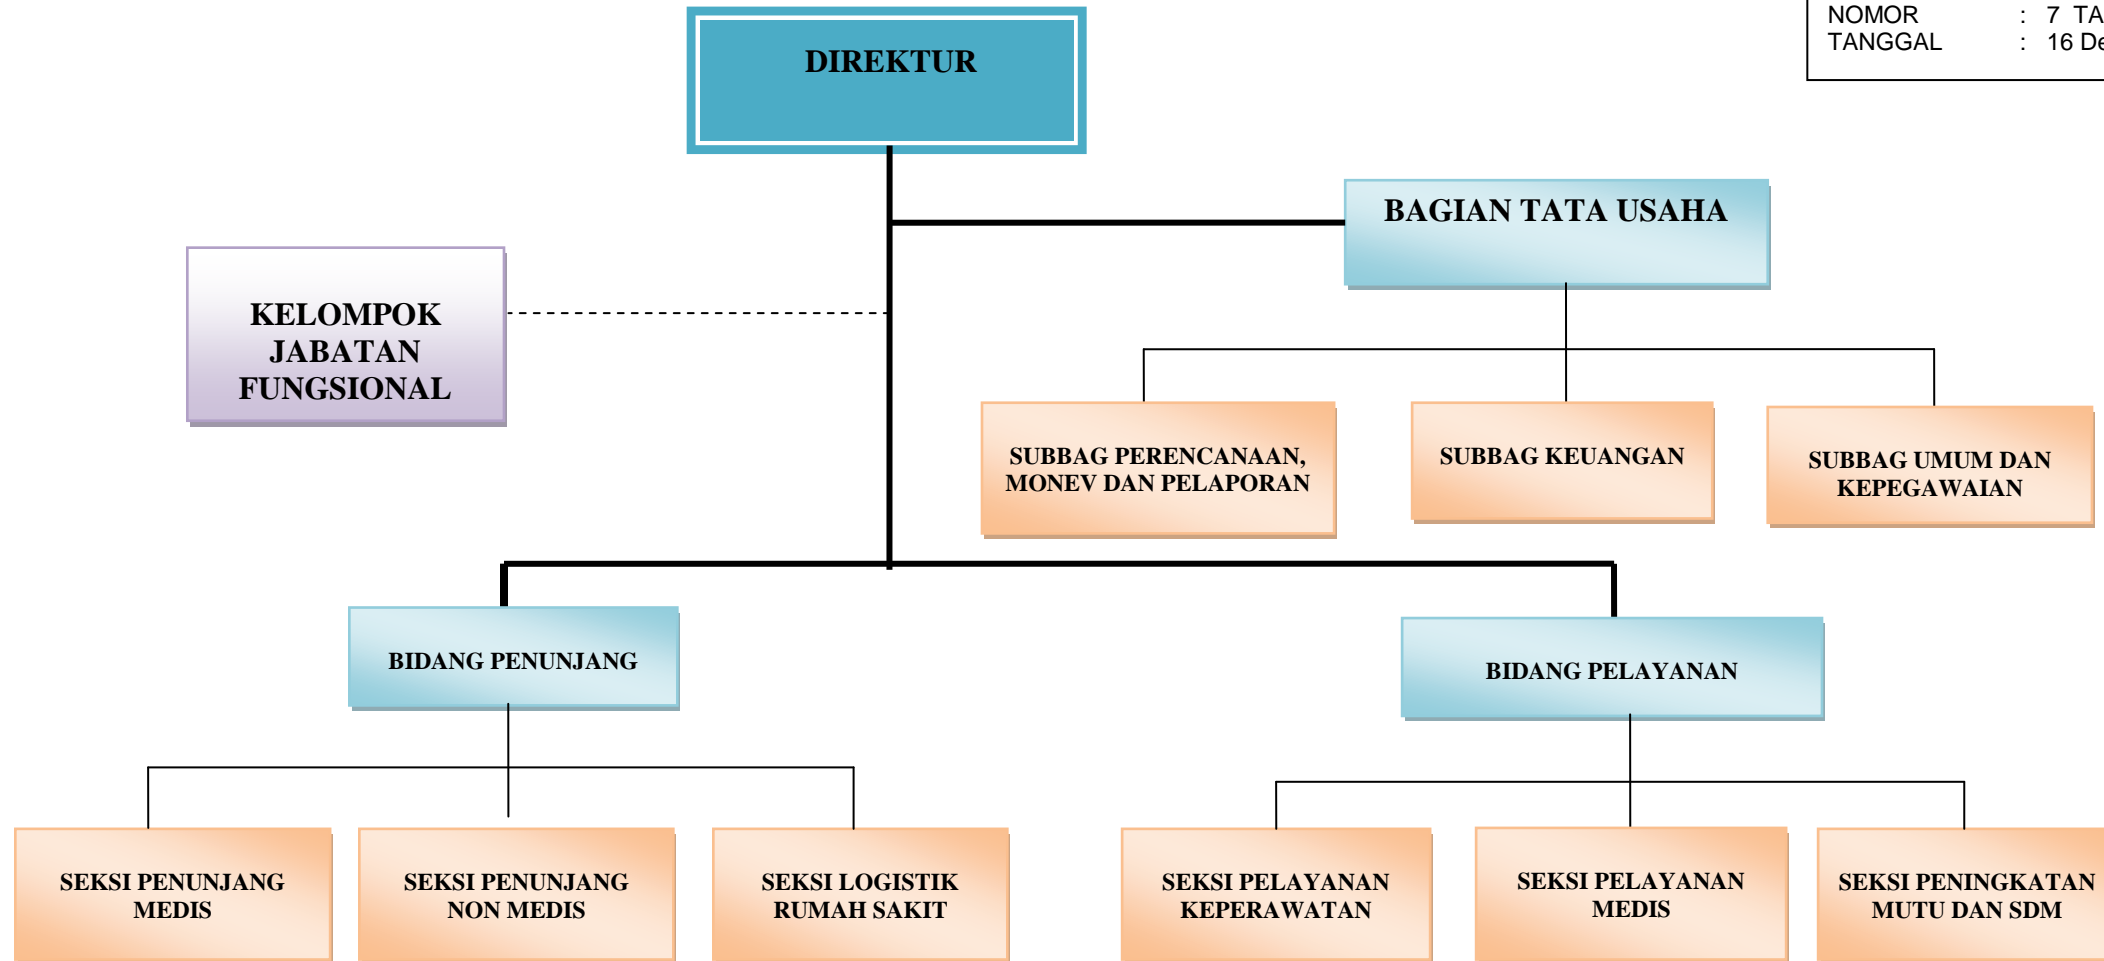 NOMOR : 7 TA
TANGGAL : 16 De
DIREKTUR
BAGIAN TATA USAHA
KELOMPOK
JABATAN
FUNGSIONAL
SUBBAG PERENCANAAN,
MONEV DAN PELAPORAN
SUBBAG KEUANGAN
SUBBAG UMUM DAN
KEPEGAWAIAN
BIDANG PENUNJANG
BIDANG PELAYANAN
SEKSI PENUNJANG
MEDIS
SEKSI PENUNJANG
NON MEDIS
SEKSI LOGISTIK
RUMAH SAKIT
SEKSI PELAYANAN
KEPERAWATAN
SEKSI PELAYANAN
MEDIS
SEKSI PENINGKATAN
MUTU DAN SDM